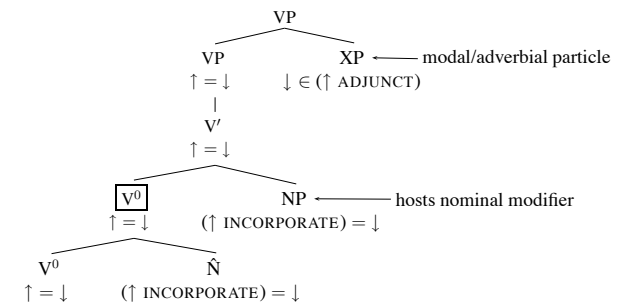 VP
VP XP modal/adverbial particle
↑ = ↓ ↓ ∈ (↑ ADJUNCT)
V′
↑ = ↓
V⁰ NP hosts nominal modifier
↑ = ↓ (↑ INCORPORATE) = ↓
V⁰ N̂
↑ = ↓ (↑ INCORPORATE) = ↓